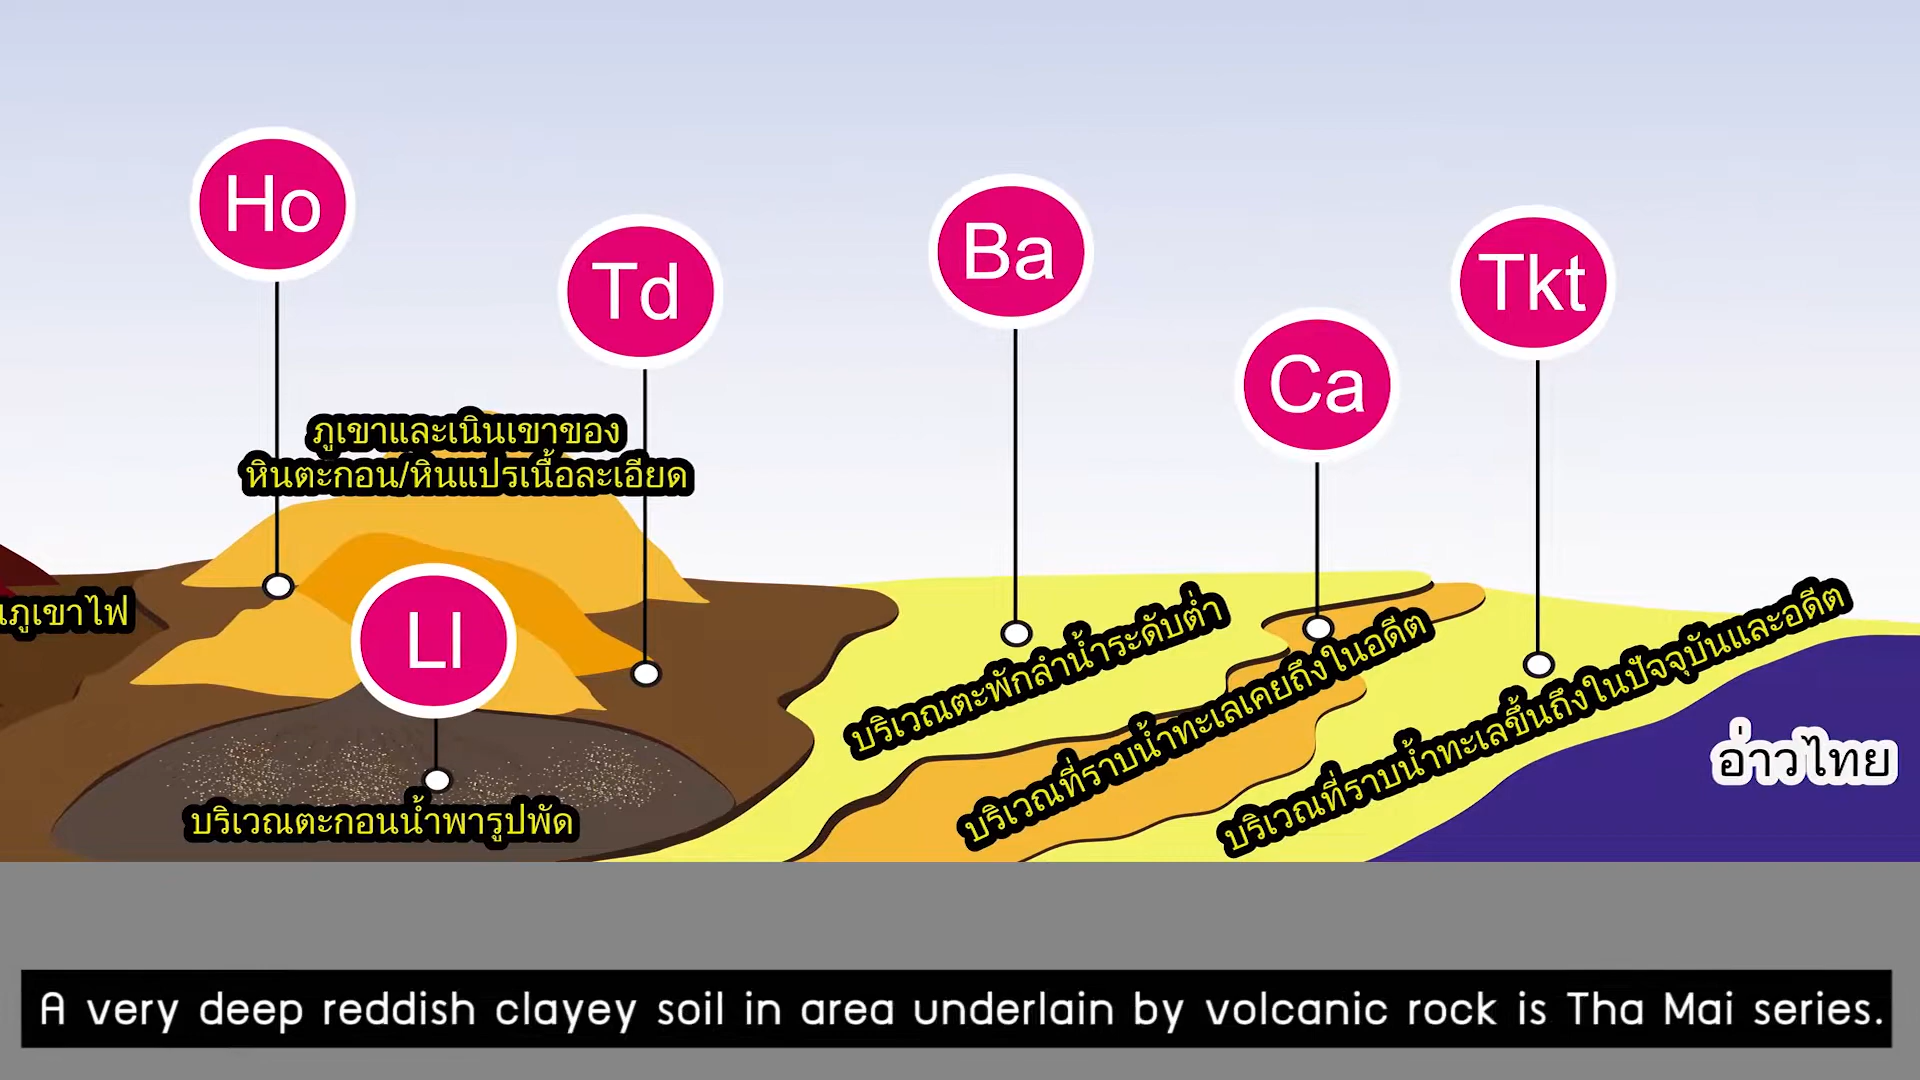 Ho
Td
Ba
Ca
Tkt
ภูเขาและเนินเขาของ
หินตะกอน/หินแปรเนื้อละเอียด
ภูเขาไฟ
Ll
บริเวณตะพักลำน้ำระดับต่ำ
บริเวณที่ราบน้ำทะเลเคยถึงในอดีต
บริเวณที่ราบน้ำทะเลขึ้นถึงในปัจจุบันและอดีต
อ่าวไทย
บริเวณตะกอนน้ำพารูปพัด
A very deep reddish clayey soil in area underlain by volcanic rock is Tha Mai series.